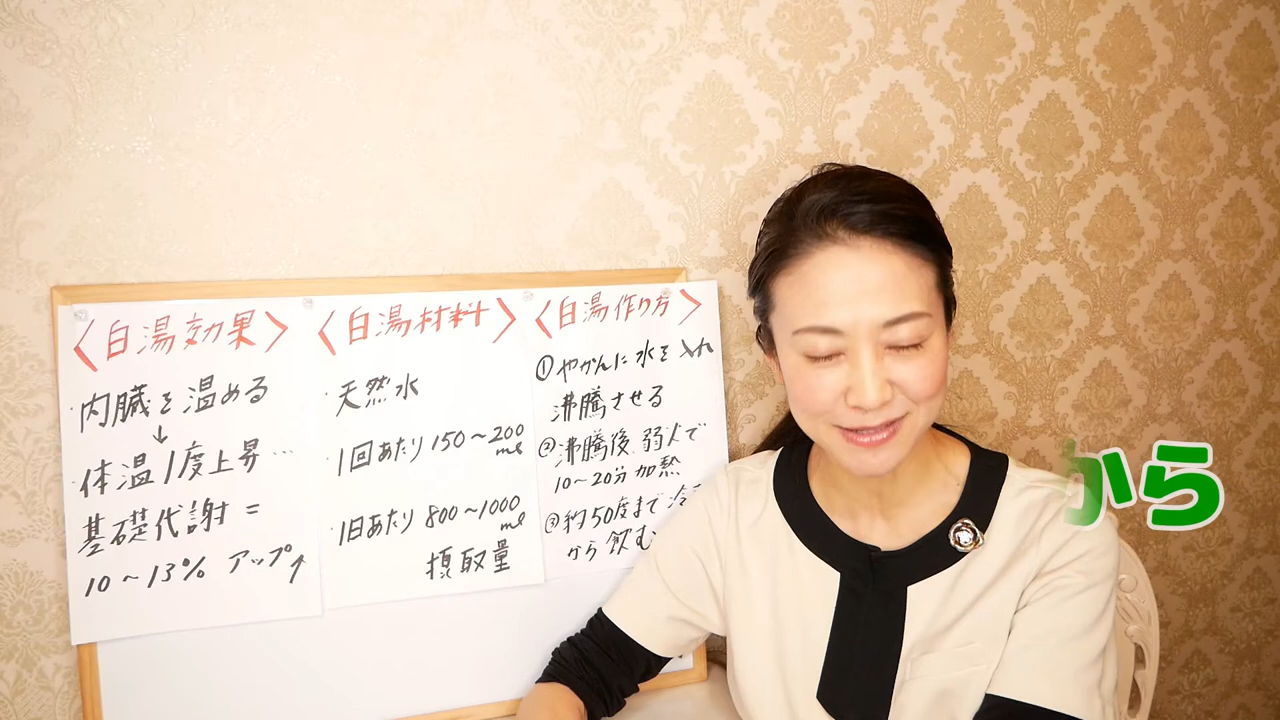 〈白湯効果〉
・内臓を温める
↓
・体温1度上昇…
基礎代謝=
10~13% アップ↑
〈白湯材料〉
・天然水
・1回あたり 150~200
ml
・1日あたり 800~1000
ml
摂取量
〈白湯作り方〉
①やかんに水を入れ
沸騰させる
②沸騰後 弱火で
10~20分加熱
③約50度まで
から飲む
から